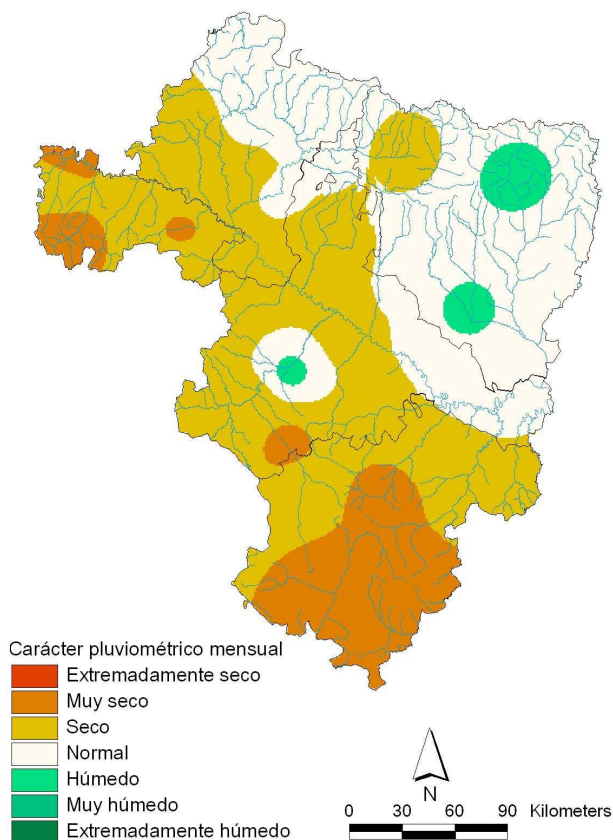 Carácter pluviométrico mensual
Extremadamente seco
Muy seco
Seco
Normal
Húmedo
Muy húmedo
Extremadamente húmedo
N
0 30 60 90 Kilometers